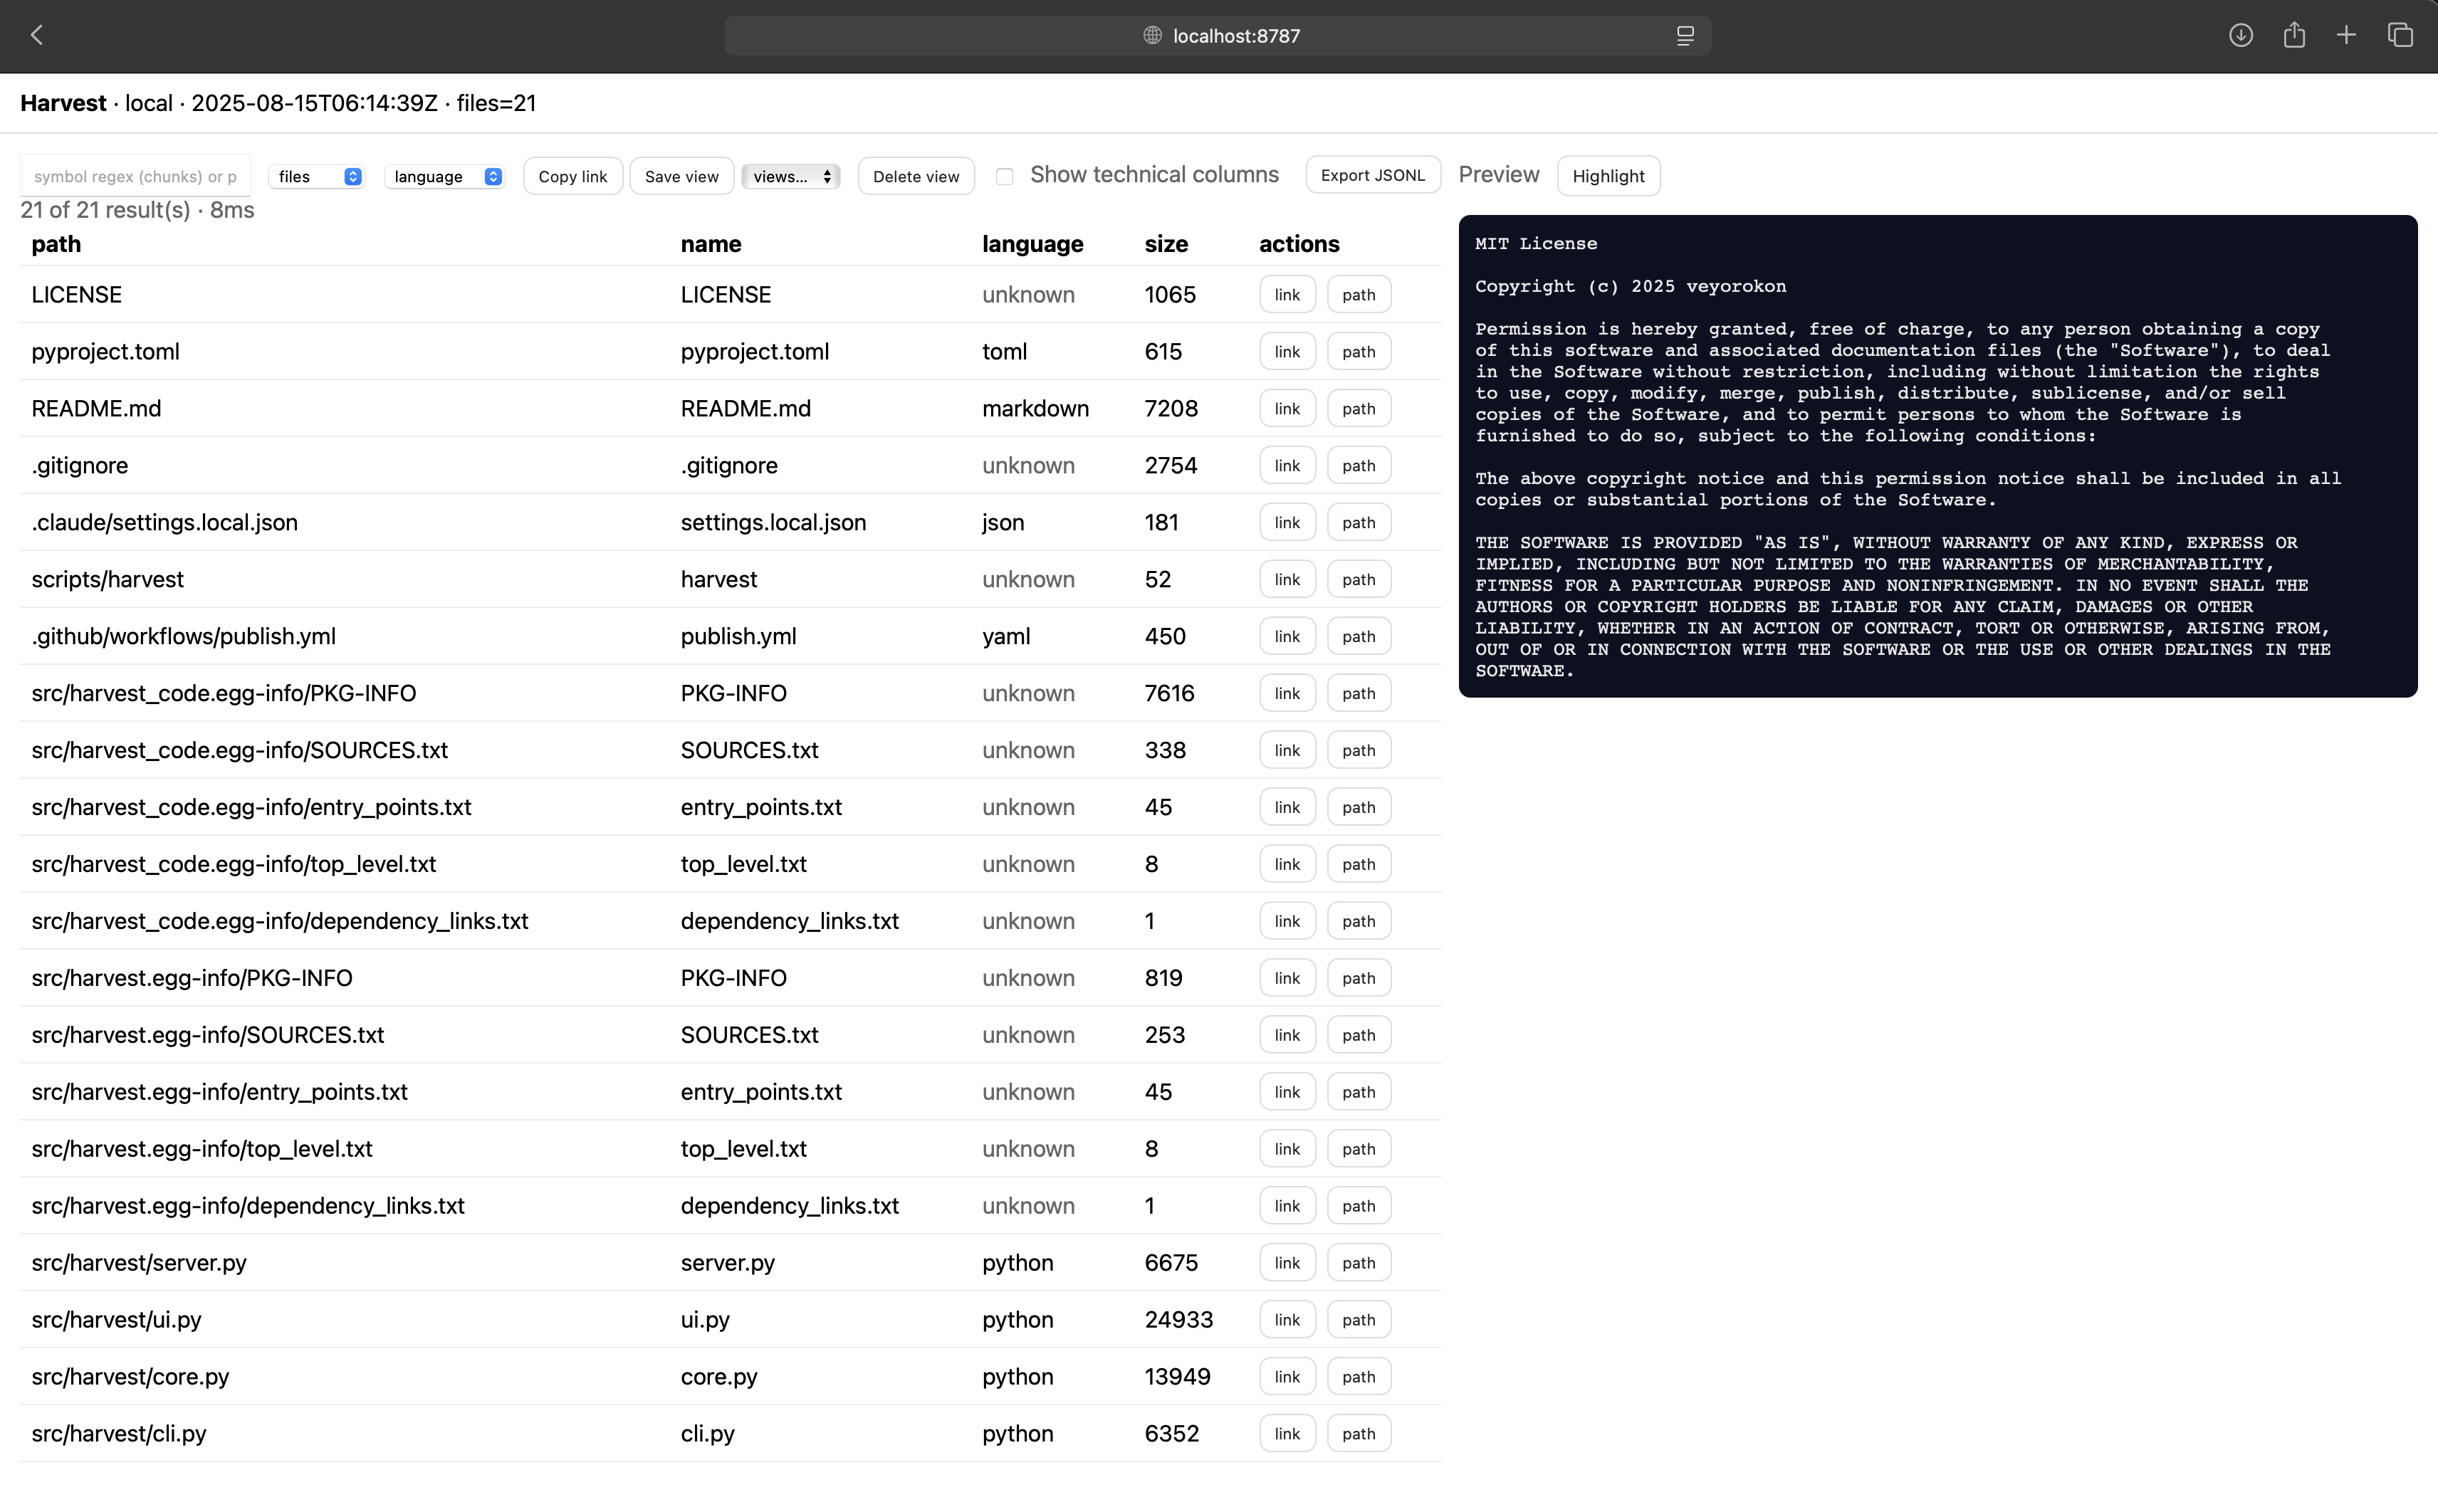 localhost:8787
Harvest · local · 2025-08-15T06:14:39Z · files=21
symbol regex (chunks) or p files language Copy link Save view views... Delete view Show technical columns Export JSONL Preview Highlight
21 of 21 result(s) · 8ms
path name language size actions
LICENSE LICENSE unknown 1065 link path
pyproject.toml pyproject.toml toml 615 link path
README.md README.md markdown 7208 link path
.gitignore .gitignore unknown 2754 link path
.claude/settings.local.json settings.local.json json 181 link path
scripts/harvest harvest unknown 52 link path
.github/workflows/publish.yml publish.yml yaml 450 link path
src/harvest_code.egg-info/PKG-INFO PKG-INFO unknown 7616 link path
src/harvest_code.egg-info/SOURCES.txt SOURCES.txt unknown 338 link path
src/harvest_code.egg-info/entry_points.txt entry_points.txt unknown 45 link path
src/harvest_code.egg-info/top_level.txt top_level.txt unknown 8 link path
src/harvest_code.egg-info/dependency_links.txt dependency_links.txt unknown 1 link path
src/harvest.egg-info/PKG-INFO PKG-INFO unknown 819 link path
src/harvest.egg-info/SOURCES.txt SOURCES.txt unknown 253 link path
src/harvest.egg-info/entry_points.txt entry_points.txt unknown 45 link path
src/harvest.egg-info/top_level.txt top_level.txt unknown 8 link path
src/harvest.egg-info/dependency_links.txt dependency_links.txt unknown 1 link path
src/harvest/server.py server.py python 6675 link path
src/harvest/ui.py ui.py python 24933 link path
src/harvest/core.py core.py python 13949 link path
src/harvest/cli.py cli.py python 6352 link path
MIT License
Copyright (c) 2025 veyorokon
Permission is hereby granted, free of charge, to any person obtaining a copy
of this software and associated documentation files (the "Software"), to deal
in the Software without restriction, including without limitation the rights
to use, copy, modify, merge, publish, distribute, sublicense, and/or sell
copies of the Software, and to permit persons to whom the Software is
furnished to do so, subject to the following conditions:
The above copyright notice and this permission notice shall be included in all
copies or substantial portions of the Software.
THE SOFTWARE IS PROVIDED "AS IS", WITHOUT WARRANTY OF ANY KIND, EXPRESS OR
IMPLIED, INCLUDING BUT NOT LIMITED TO THE WARRANTIES OF MERCHANTABILITY,
FITNESS FOR A PARTICULAR PURPOSE AND NONINFRINGEMENT. IN NO EVENT SHALL THE
AUTHORS OR COPYRIGHT HOLDERS BE LIABLE FOR ANY CLAIM, DAMAGES OR OTHER
LIABILITY, WHETHER IN AN ACTION OF CONTRACT, TORT OR OTHERWISE, ARISING FROM,
OUT OF OR IN CONNECTION WITH THE SOFTWARE OR THE USE OR OTHER DEALINGS IN THE
SOFTWARE.